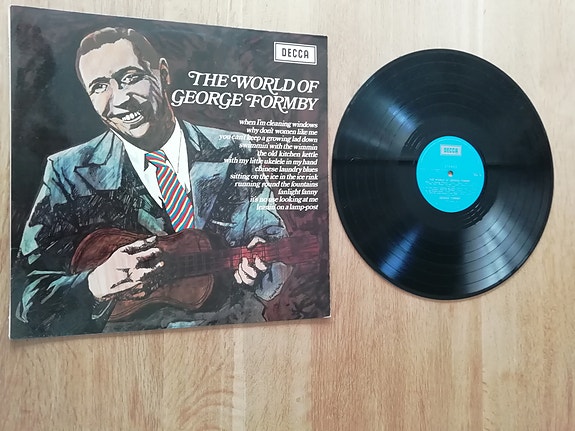 DECCA
THE WORLD OF
GEORGE FORMBY
when I'm cleaning windows
why don't women like me
you can't keep a growing lad down
swimmin with the wimmin
the old kitchen kettle
with my little ukelele in my hand
chinese laundry blues
sitting on the ice in the ice rink
running round the fountains
fanlight fanny
it's no use looking at me
leanin on a lamp-post
DECCA